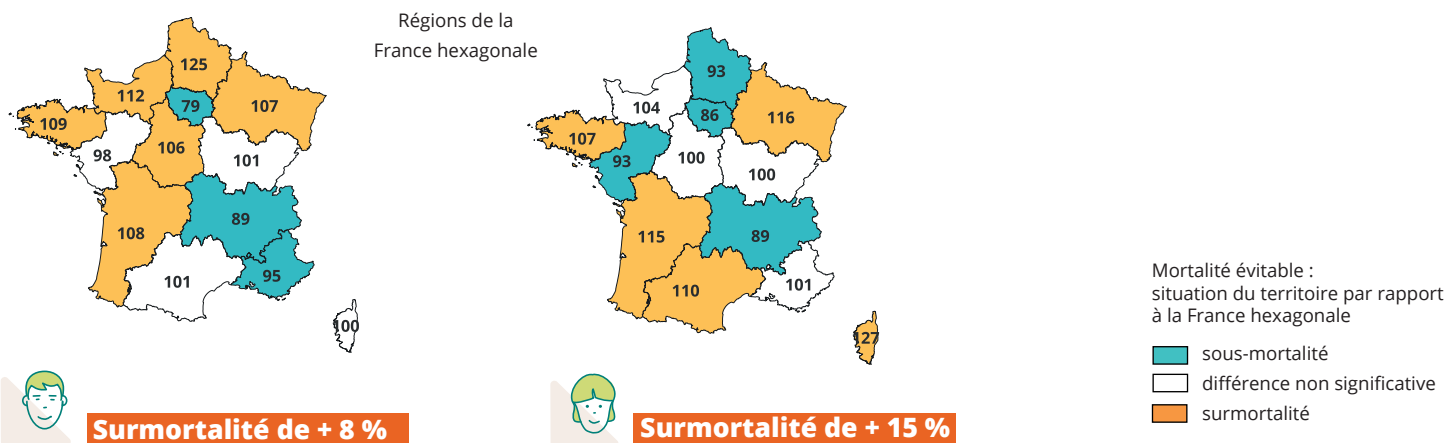 Régions de la
France hexagonale
125
112
79
107
109
98
106
101
89
108
95
101
100
93
104
86
116
107
93
100
100
115
89
110
101
127
Mortalité évitable :
situation du territoire par rapport
à la France hexagonale
sous-mortalité
différence non significative
surmortalité
Surmortalité de + 8 %
Surmortalité de + 15 %